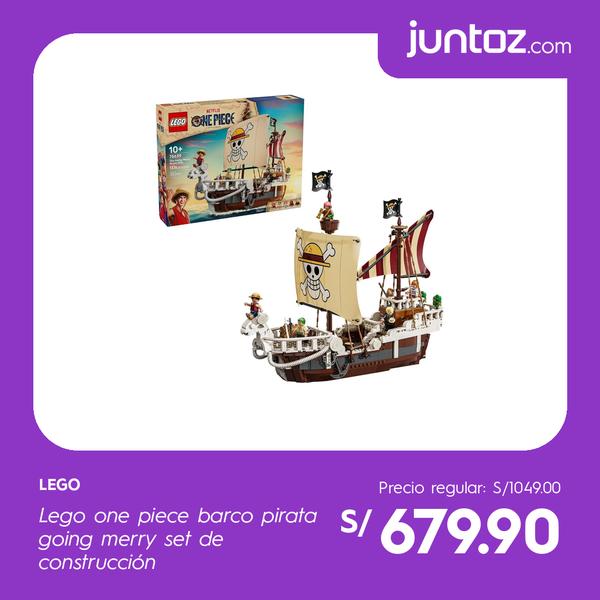 juntoz.com
NETFLIX
LEGO
ONE PIECE
10+
LEGO
Precio regular: S/1049.00
Lego one piece barco pirata
going merry set de
construcción
S/ 679.90